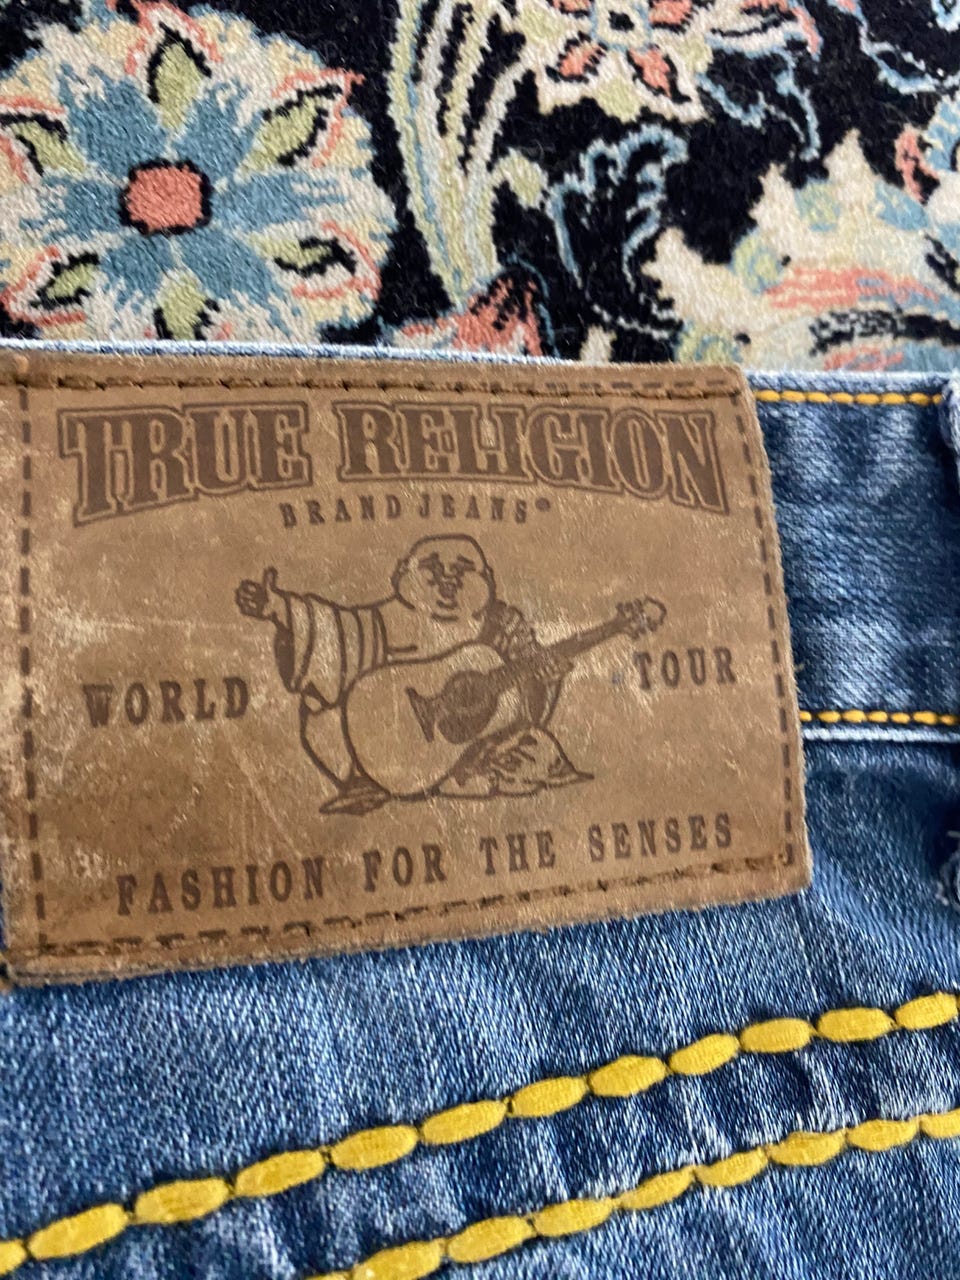 TRUE RELIGION
BRAND JEANS®
WORLD TOUR
FASHION FOR THE SENSES